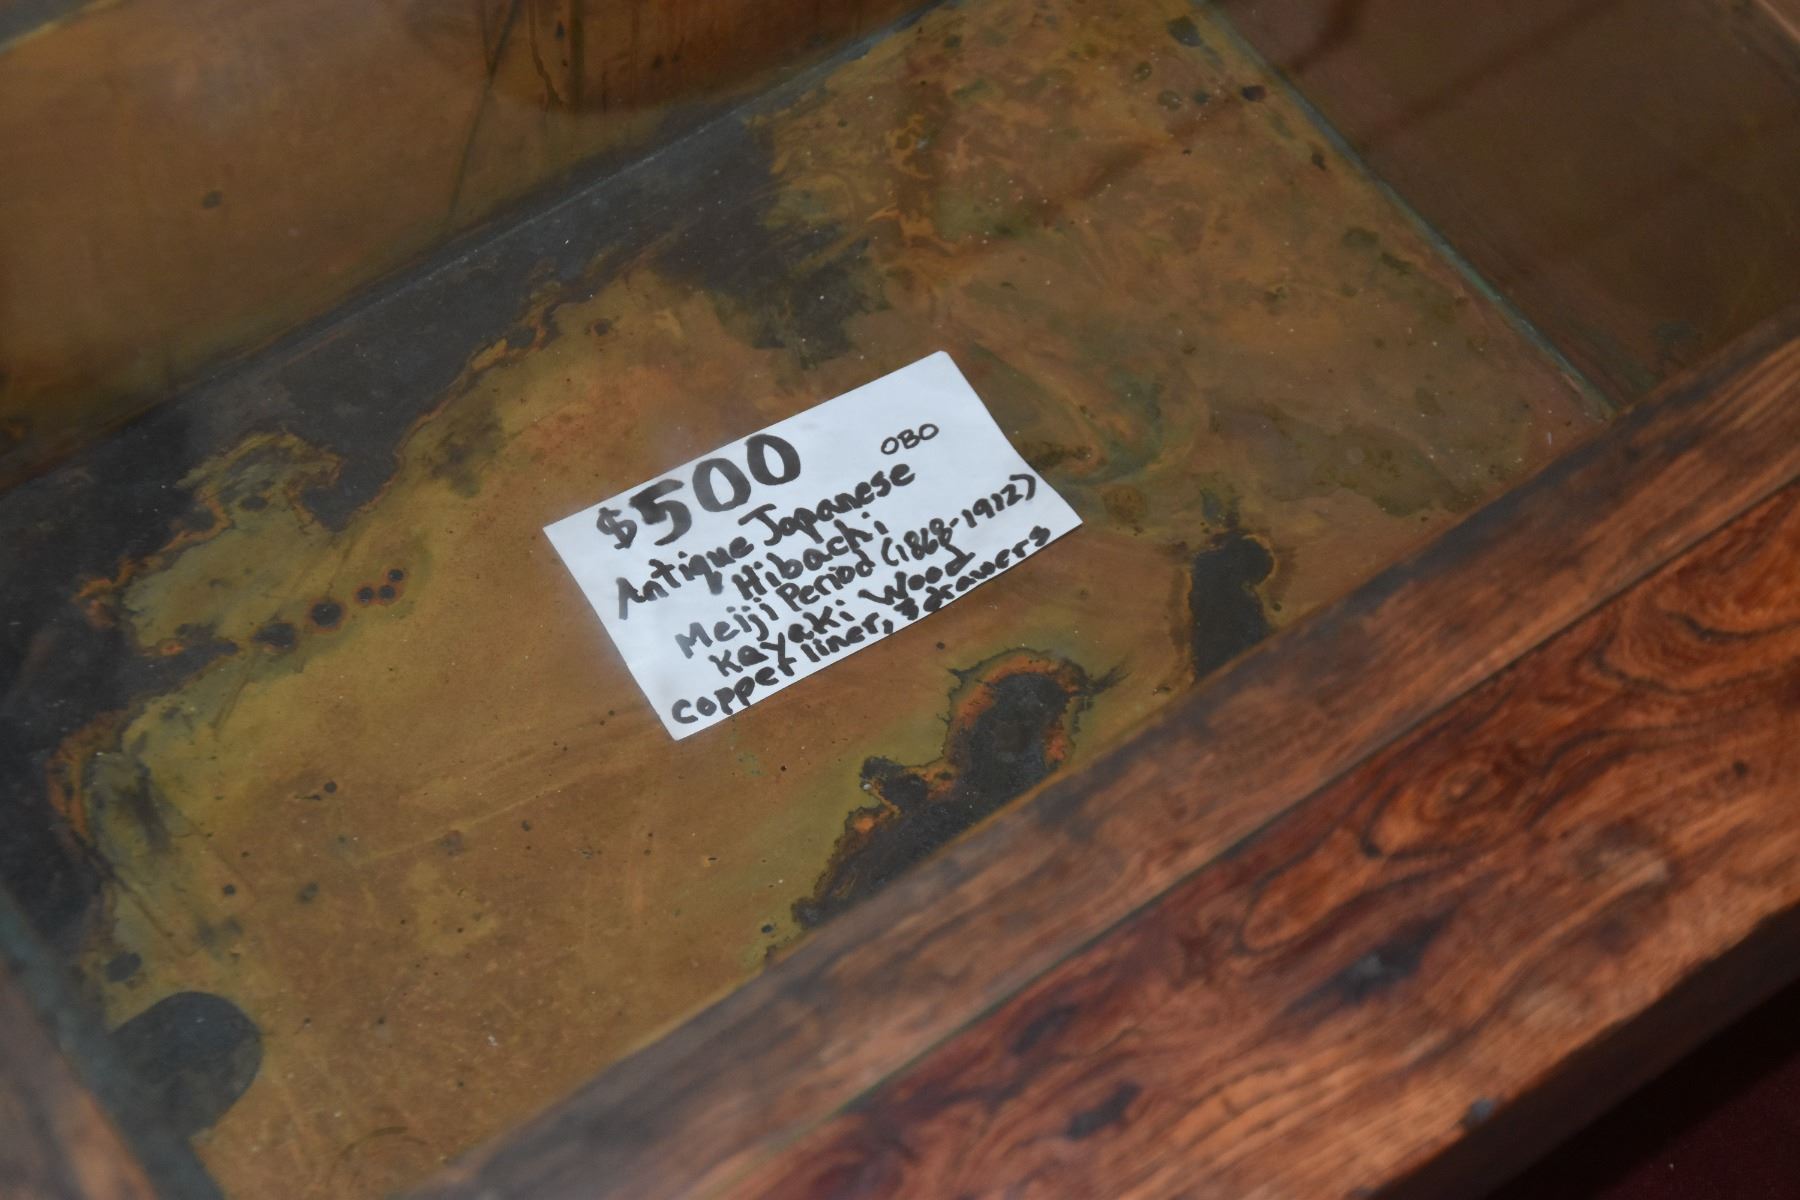 $500 OBO
Antique Japanese
Hibachi
Meiji Period (1868-1912)
Kayaki Wood
copper liner, 3 drawers